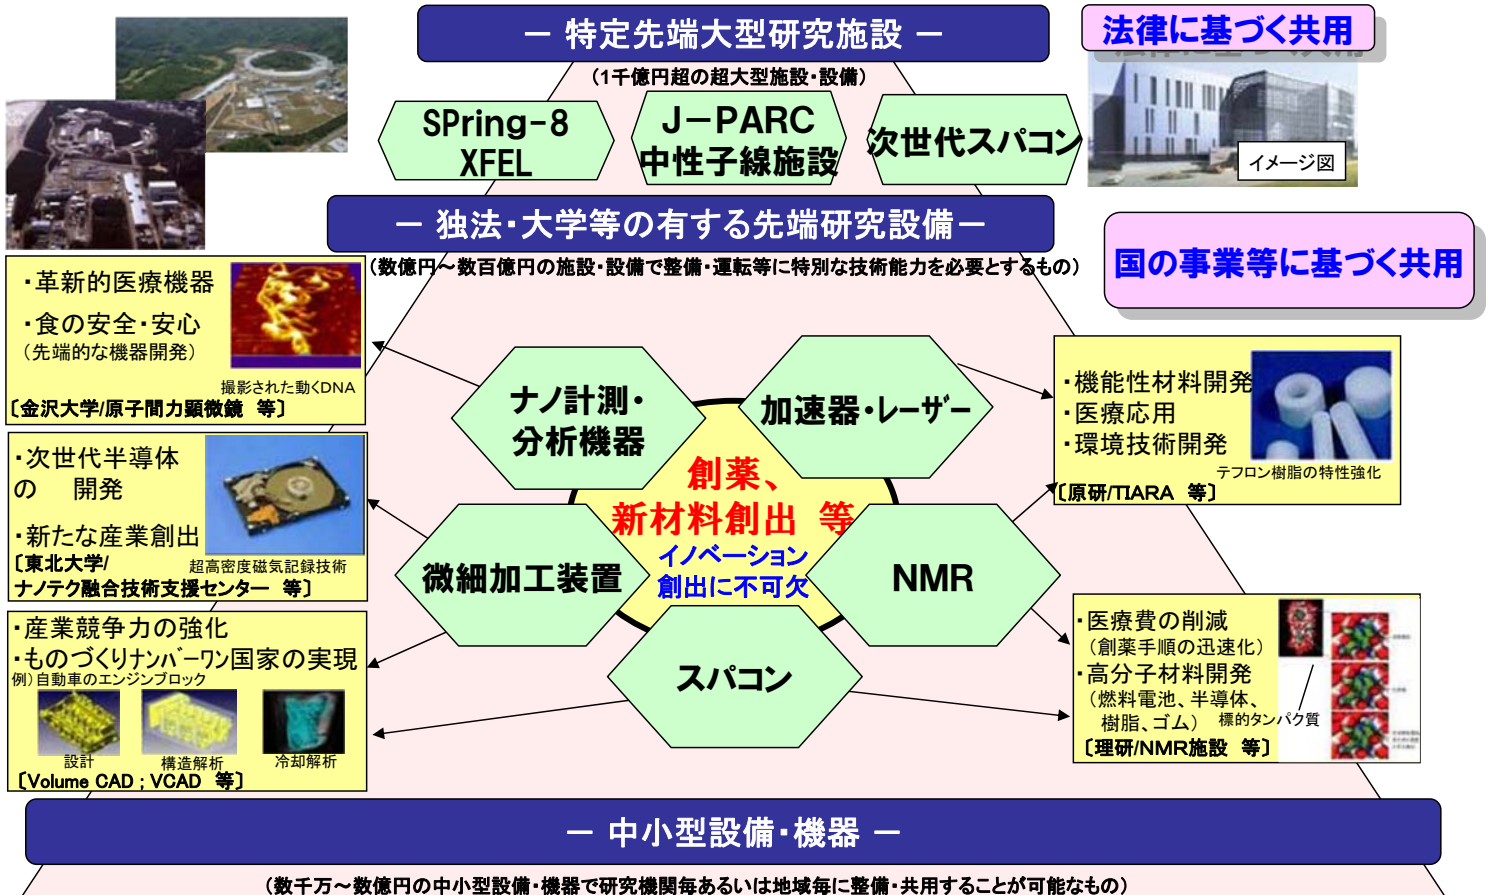 ― 特定先端大型研究施設 ―
法律に基づく共用
(1千億円超の超大型施設・設備)
SPring-8
XFEL
J-PARC
中性子線施設
次世代スパコン
イメージ図
― 独法・大学等の有する先端研究設備―
国の事業等に基づく共用
(数億円～数百億円の施設・設備で整備・運転等に特別な技術能力を必要とするもの)
・革新的医療機器
・食の安全・安心
(先端的な機器開発)
撮影された動くDNA
〔金沢大学/原子間力顕微鏡 等〕
・次世代半導体
の 開発
・新たな産業創出
〔東北大学/
超高密度磁気記録技術
ナノテク融合技術支援センター 等〕
・産業競争力の強化
・ものづくりナンバーワン国家の実現
例)自動車のエンジンブロック
設計
構造解析
冷却解析
〔Volume CAD ; VCAD 等〕
ナノ計測・
分析機器
加速器・レーザー
創薬、
新材料創出 等
イノベーション
創出に不可欠
微細加工装置
NMR
スパコン
・機能性材料開発
・医療応用
・環境技術開発
テフロン樹脂の特性強化
〔原研/TIARA 等〕
・医療費の削減
(創薬手順の迅速化)
・高分子材料開発
(燃料電池、半導体、
樹脂、ゴム)
標的タンパク質
〔理研/NMR施設 等〕
― 中小型設備・機器 ―
(数千万～数億円の中小型設備・機器で研究機関毎あるいは地域毎に整備・共用することが可能なもの)